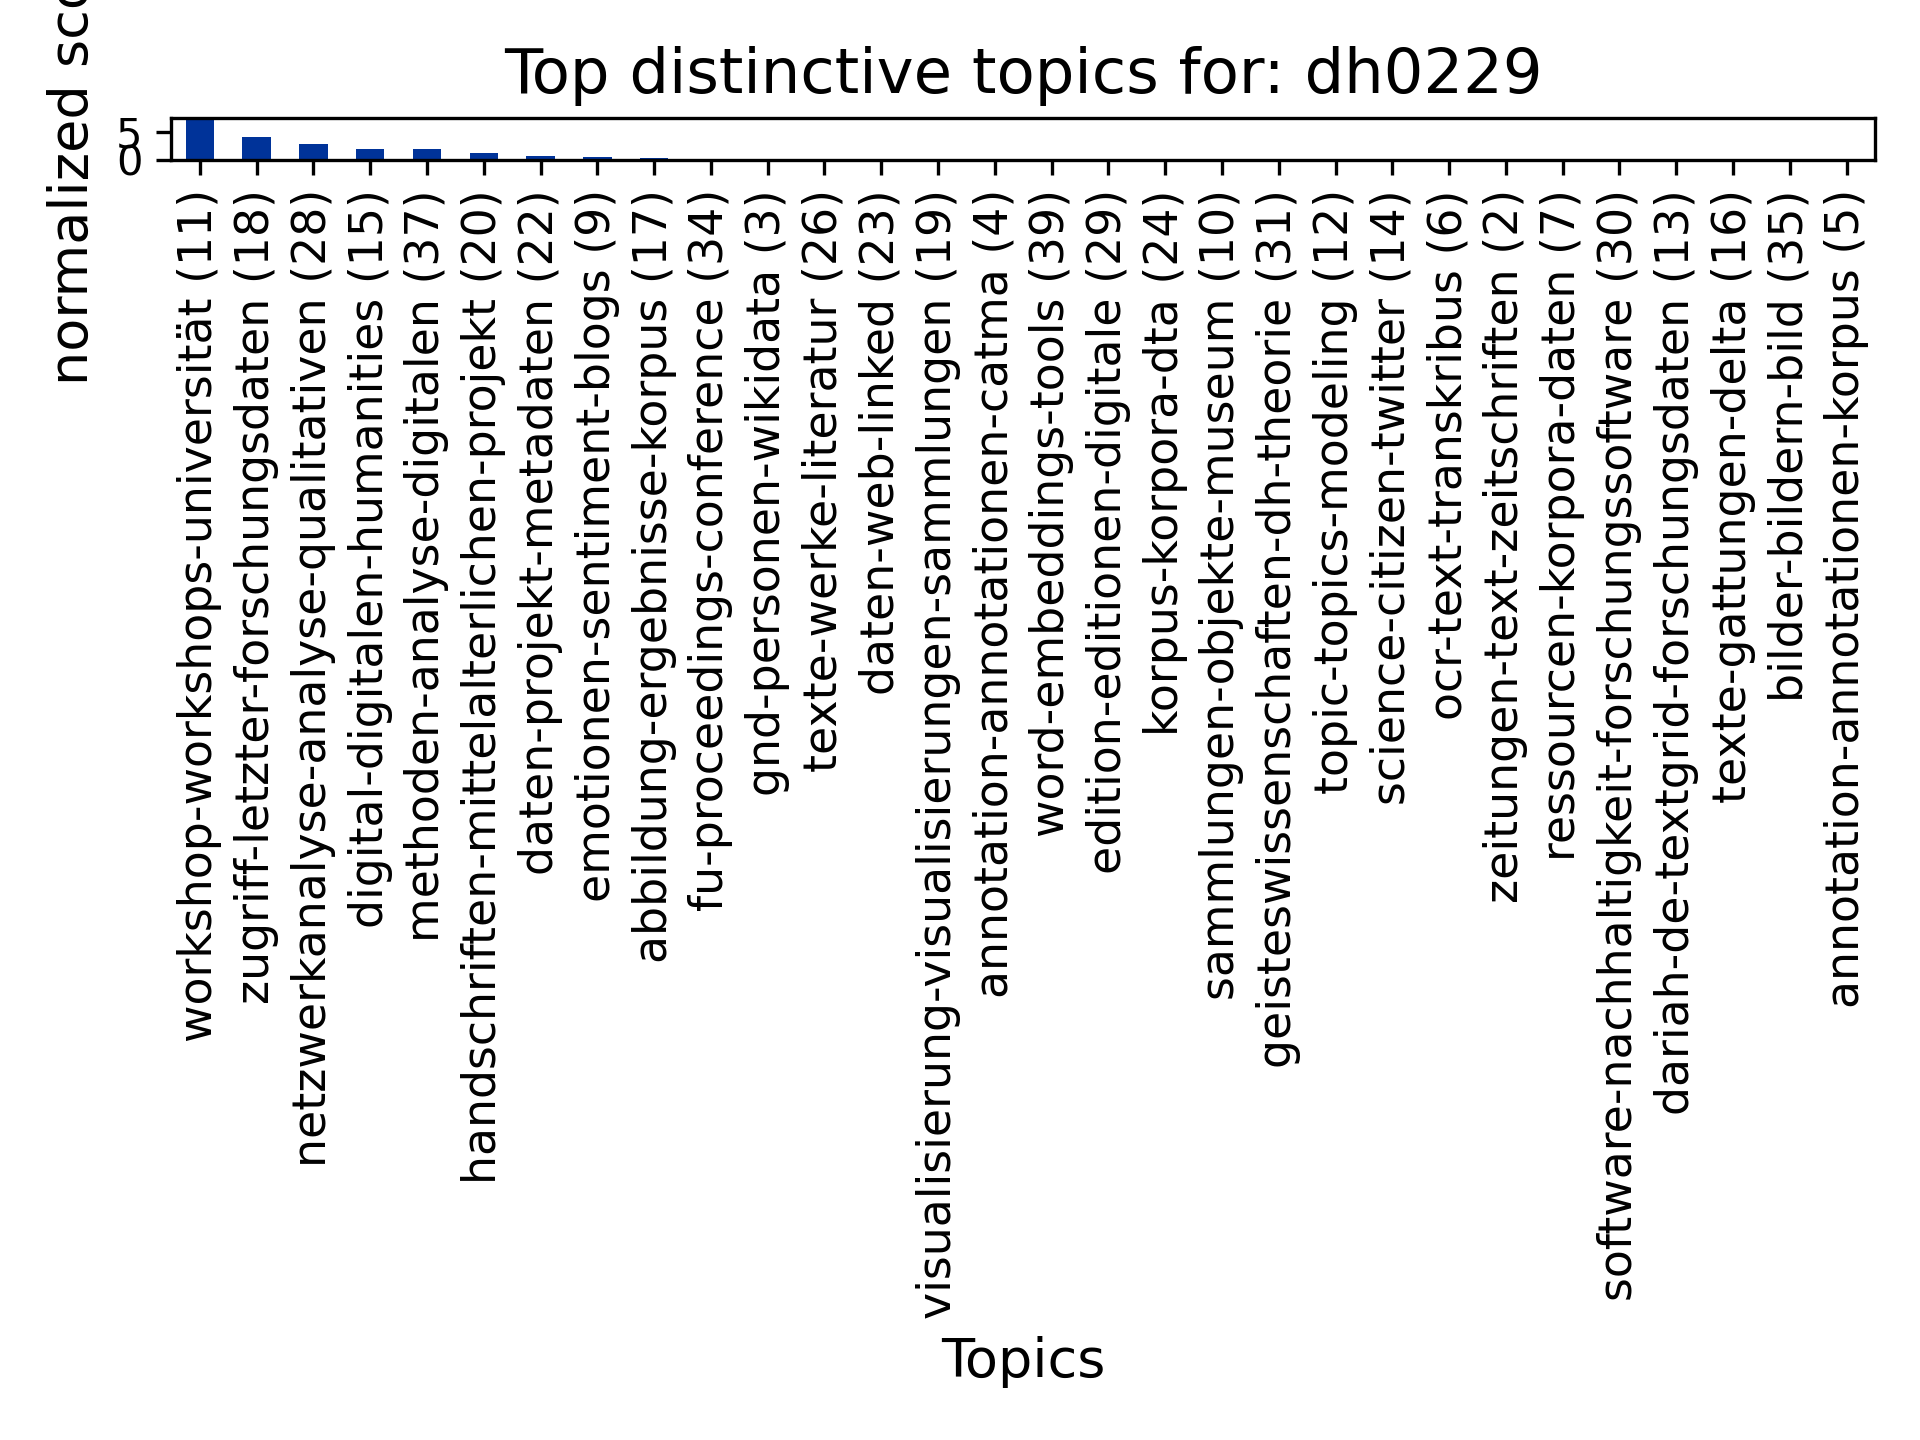 Top distinctive topics for: dh0229
normalized
5
0
workshop-workshops-universität (11)
zugriff-letzter-forschungsdaten (18)
netzwerkanalyse-analyse-qualitativen (28)
digital-digitalen-humanities (15)
methoden-analyse-digitalen (37)
handschriften-mittelalterlichen-projekt (20)
daten-projekt-metadaten (22)
emotionen-sentiment-blogs (9)
abbildung-ergebnisse-korpus (17)
fu-proceedings-conference (34)
gnd-personen-wikidata (3)
texte-werke-literatur (26)
daten-web-linked (23)
visualisierung-visualisierungen-sammlungen (19)
annotation-annotationen-catma (4)
word-embeddings-tools (39)
edition-editionen-digitale (29)
korpus-korpora-dta (24)
sammlungen-objekte-museum (10)
geisteswissenschaften-dh-theorie (31)
topic-topics-modeling (12)
science-citizen-twitter (14)
ocr-text-transkribus (6)
zeitungen-text-zeitschriften (2)
ressourcen-korpora-daten (7)
software-nachhaltigkeit-forschungssoftware (30)
dariah-de-textgrid-forschungsdaten (13)
texte-gattungen-delta (16)
bilder-bildern-bild (35)
annotation-annotationen-korpus (5)
Topics